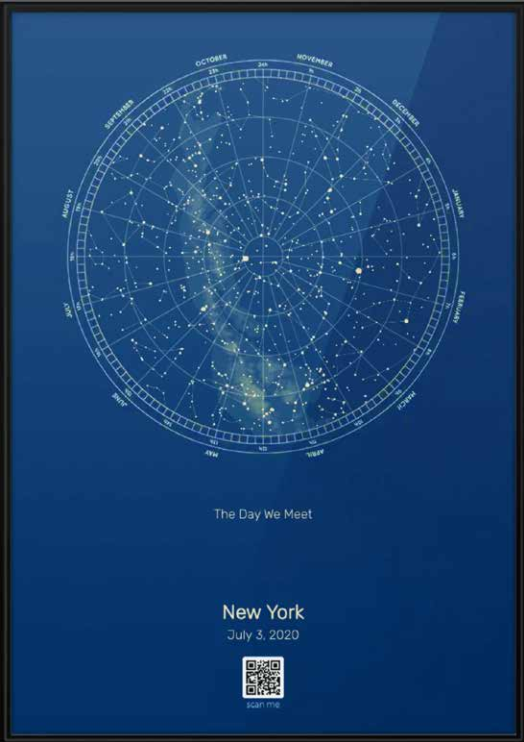 OCTOBER
NOVEMBER
SEPTEMBER
DECEMBER
AUGUST
JANUARY
JULY
FEBRUARY
JUNE
MARCH
MAY
APRIL
The Day We Meet
New York
July 3, 2020
scan me